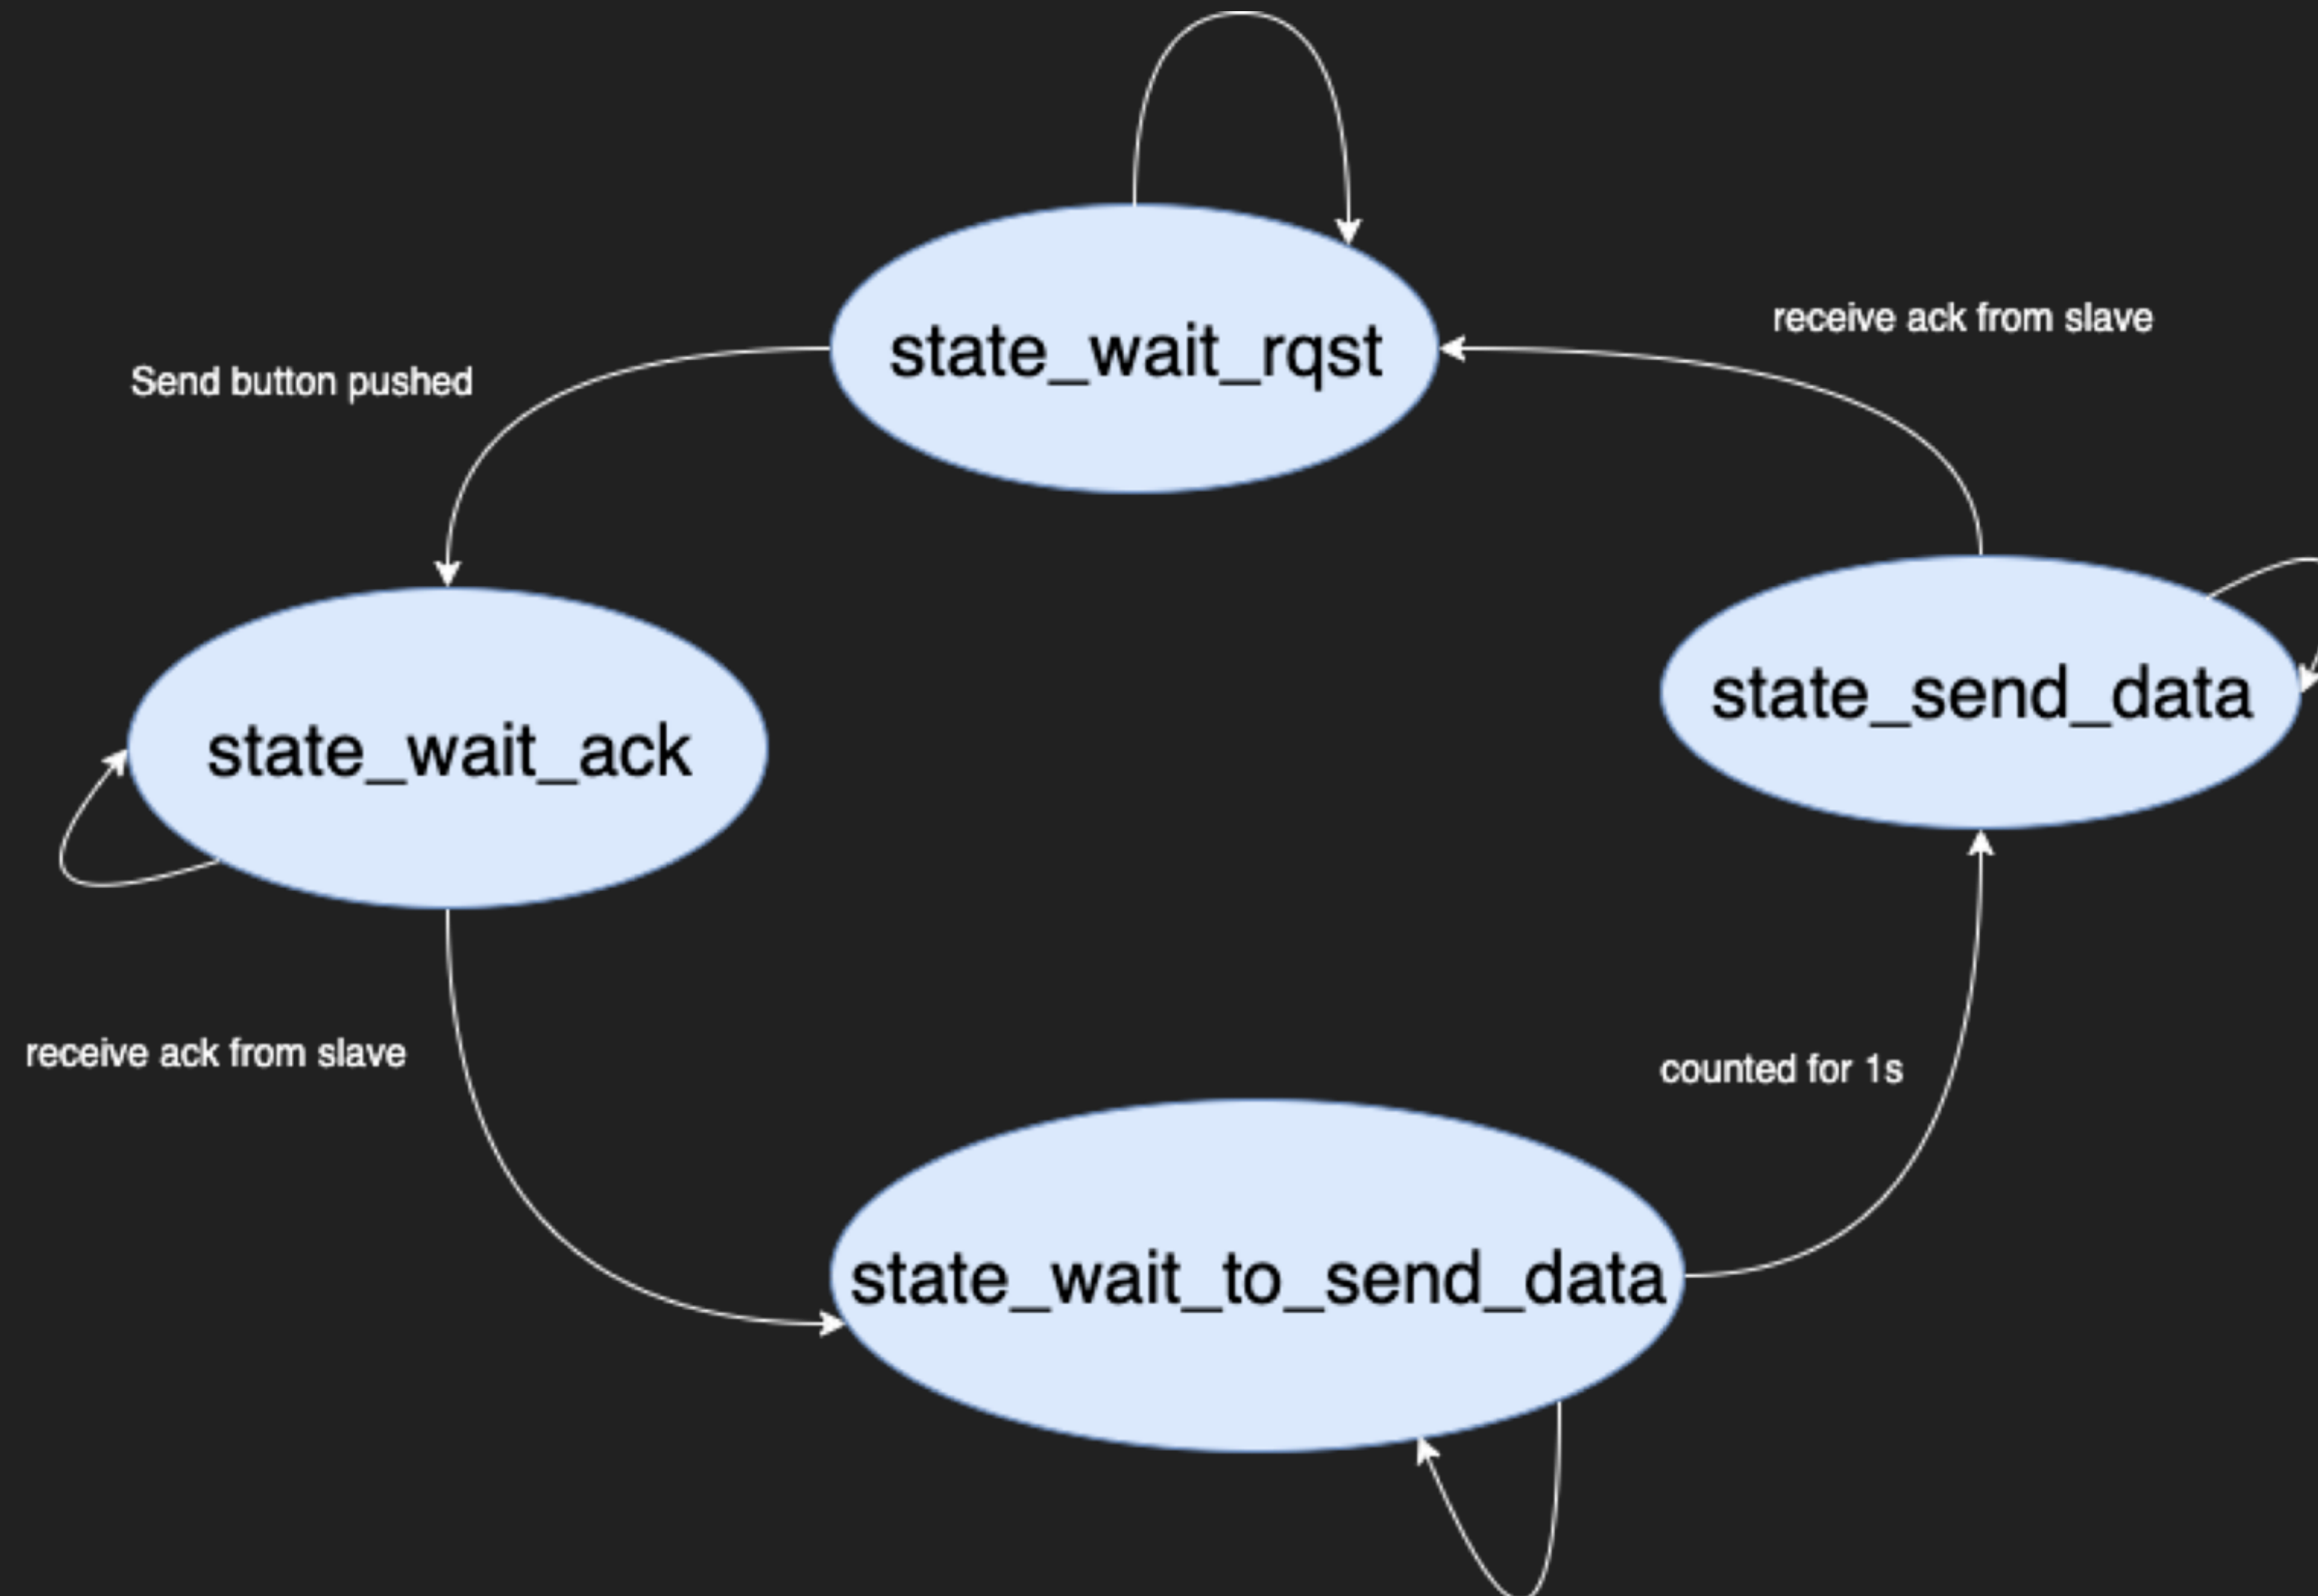 receive ack from slave
state_wait_rqst
Send button pushed
state_send_data
state_wait_ack
receive ack from slave
counted for 1s
state_wait_to_send_data